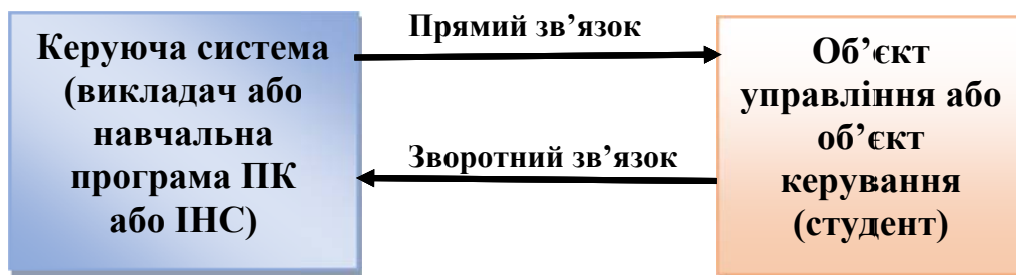 Керуюча система
(викладач або
навчальна
програма ПК
або ІНС)
Прямий зв’язок
Зворотний зв’язок
Об’єкт
управління або
об’єкт
керування
(студент)